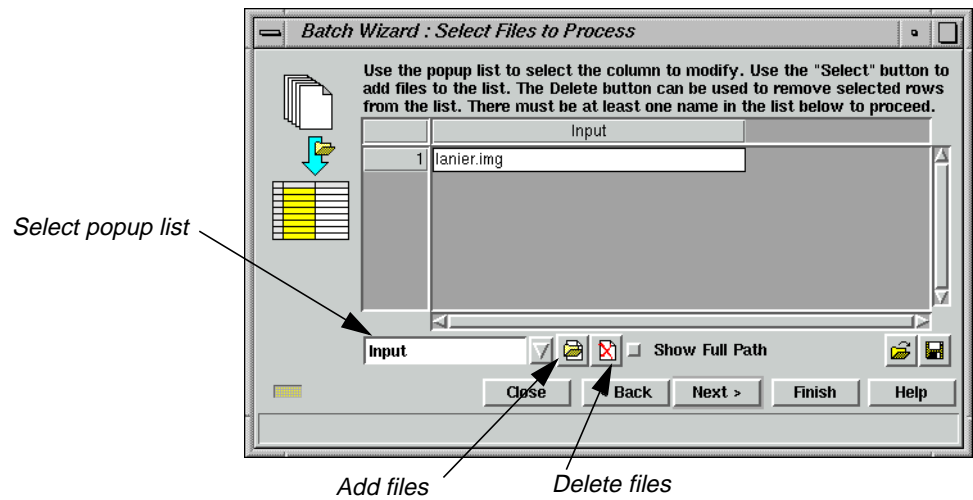 Batch Wizard : Select Files to Process
Use the popup list to select the column to modify. Use the "Select" button to
add files to the list. The Delete button can be used to remove selected rows
from the list. There must be at least one name in the list below to proceed.
Input
1 lanier.img
Select popup list
Input
Show Full Path
Close
Back
Next >
Finish
Help
Add files
Delete files